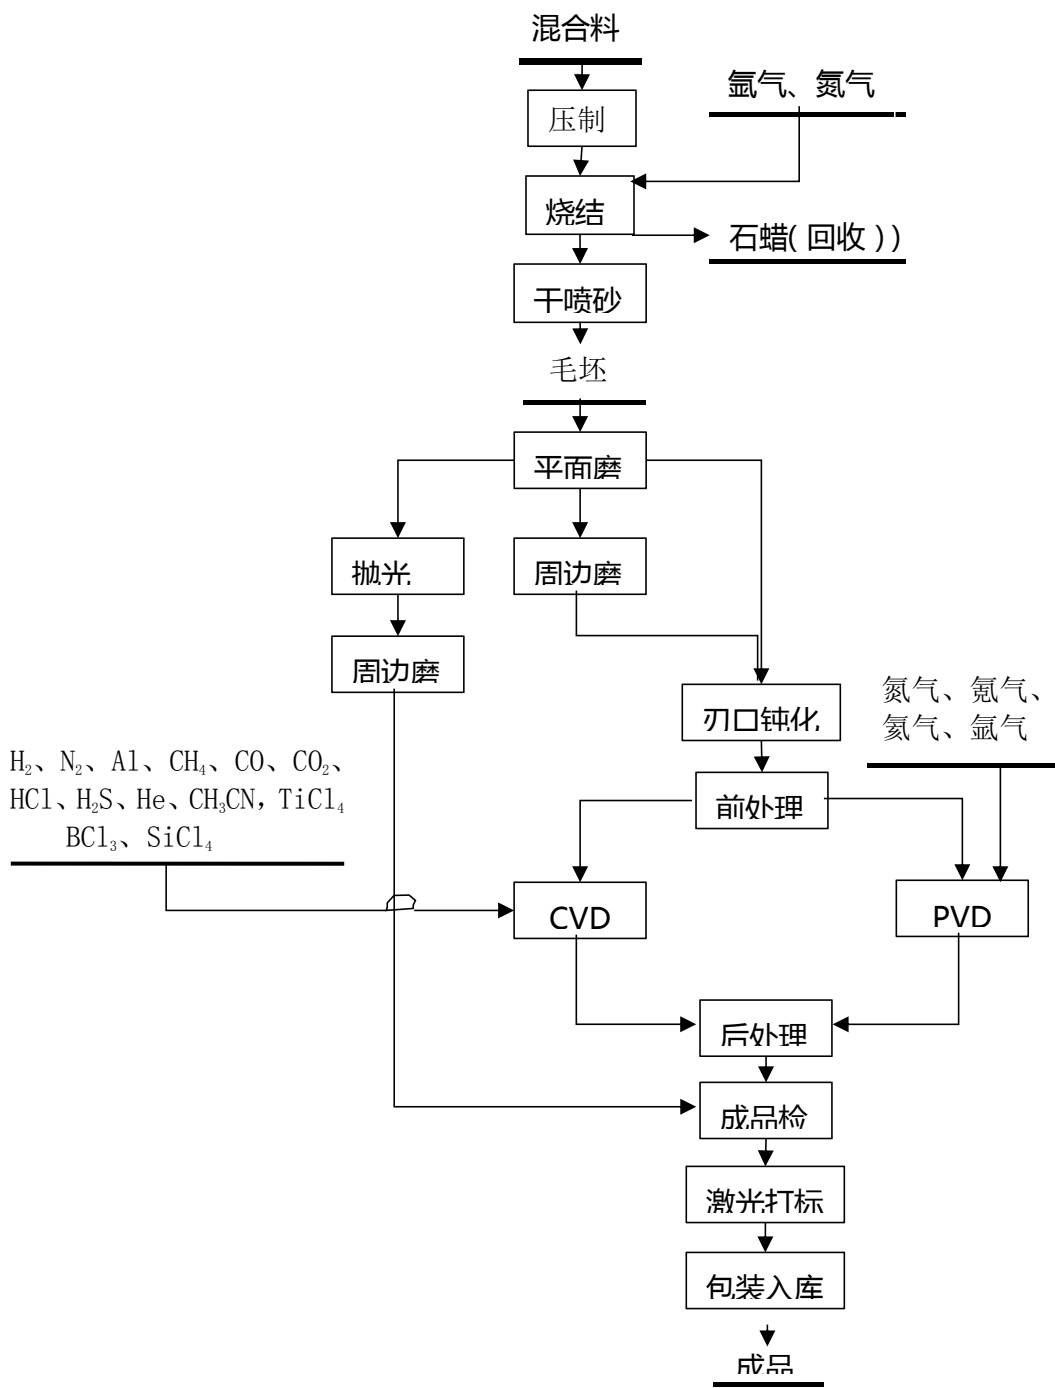 混合料
氩气、氮气
压制
烧结
石蜡(回收))
干喷砂
毛坯
平面磨
抛光
周边磨
周边磨
刃口钝化
氮气、氪气、
氦气、氩气
H₂、N₂、Al、CH₄、CO、CO₂、
HCl、H₂S、He、CH₃CN，TiCl₄
BCl₃、SiCl₄
前处理
CVD
PVD
后处理
成品检
激光打标
包装入库
成品